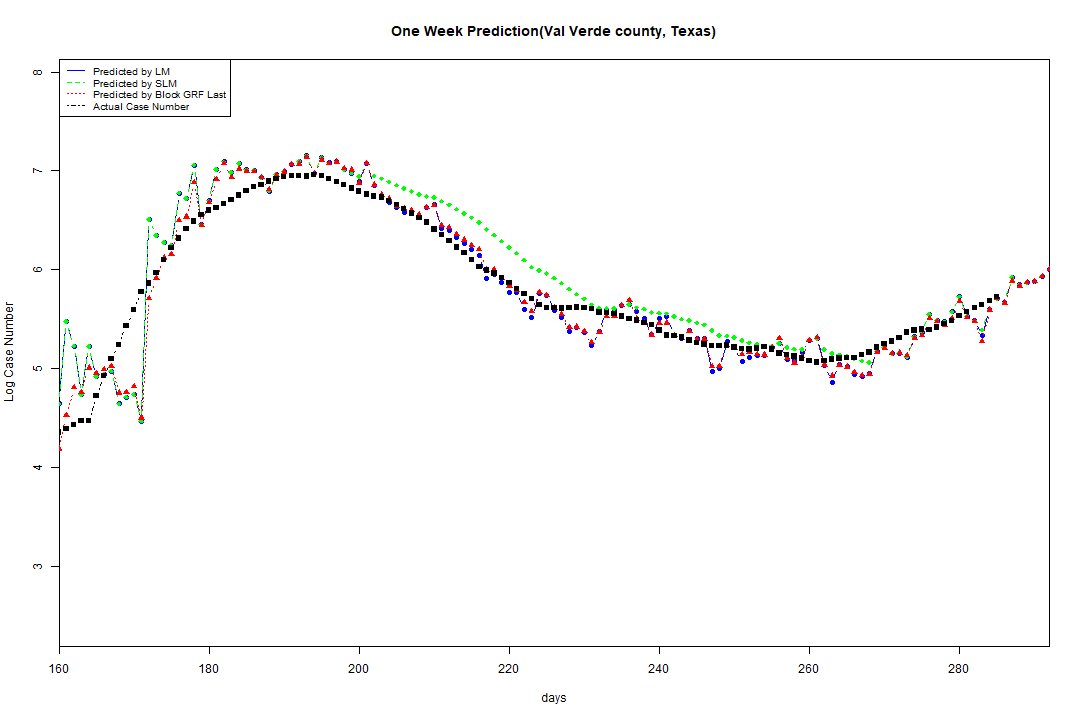 One Week Prediction(Val Verde county, Texas)
Predicted by LM
Predicted by SLM
Predicted by Block GRF Last
Actual Case Number
8
7
6
5
4
3
Log Case Number
160 180 200 220 240 260 280
days